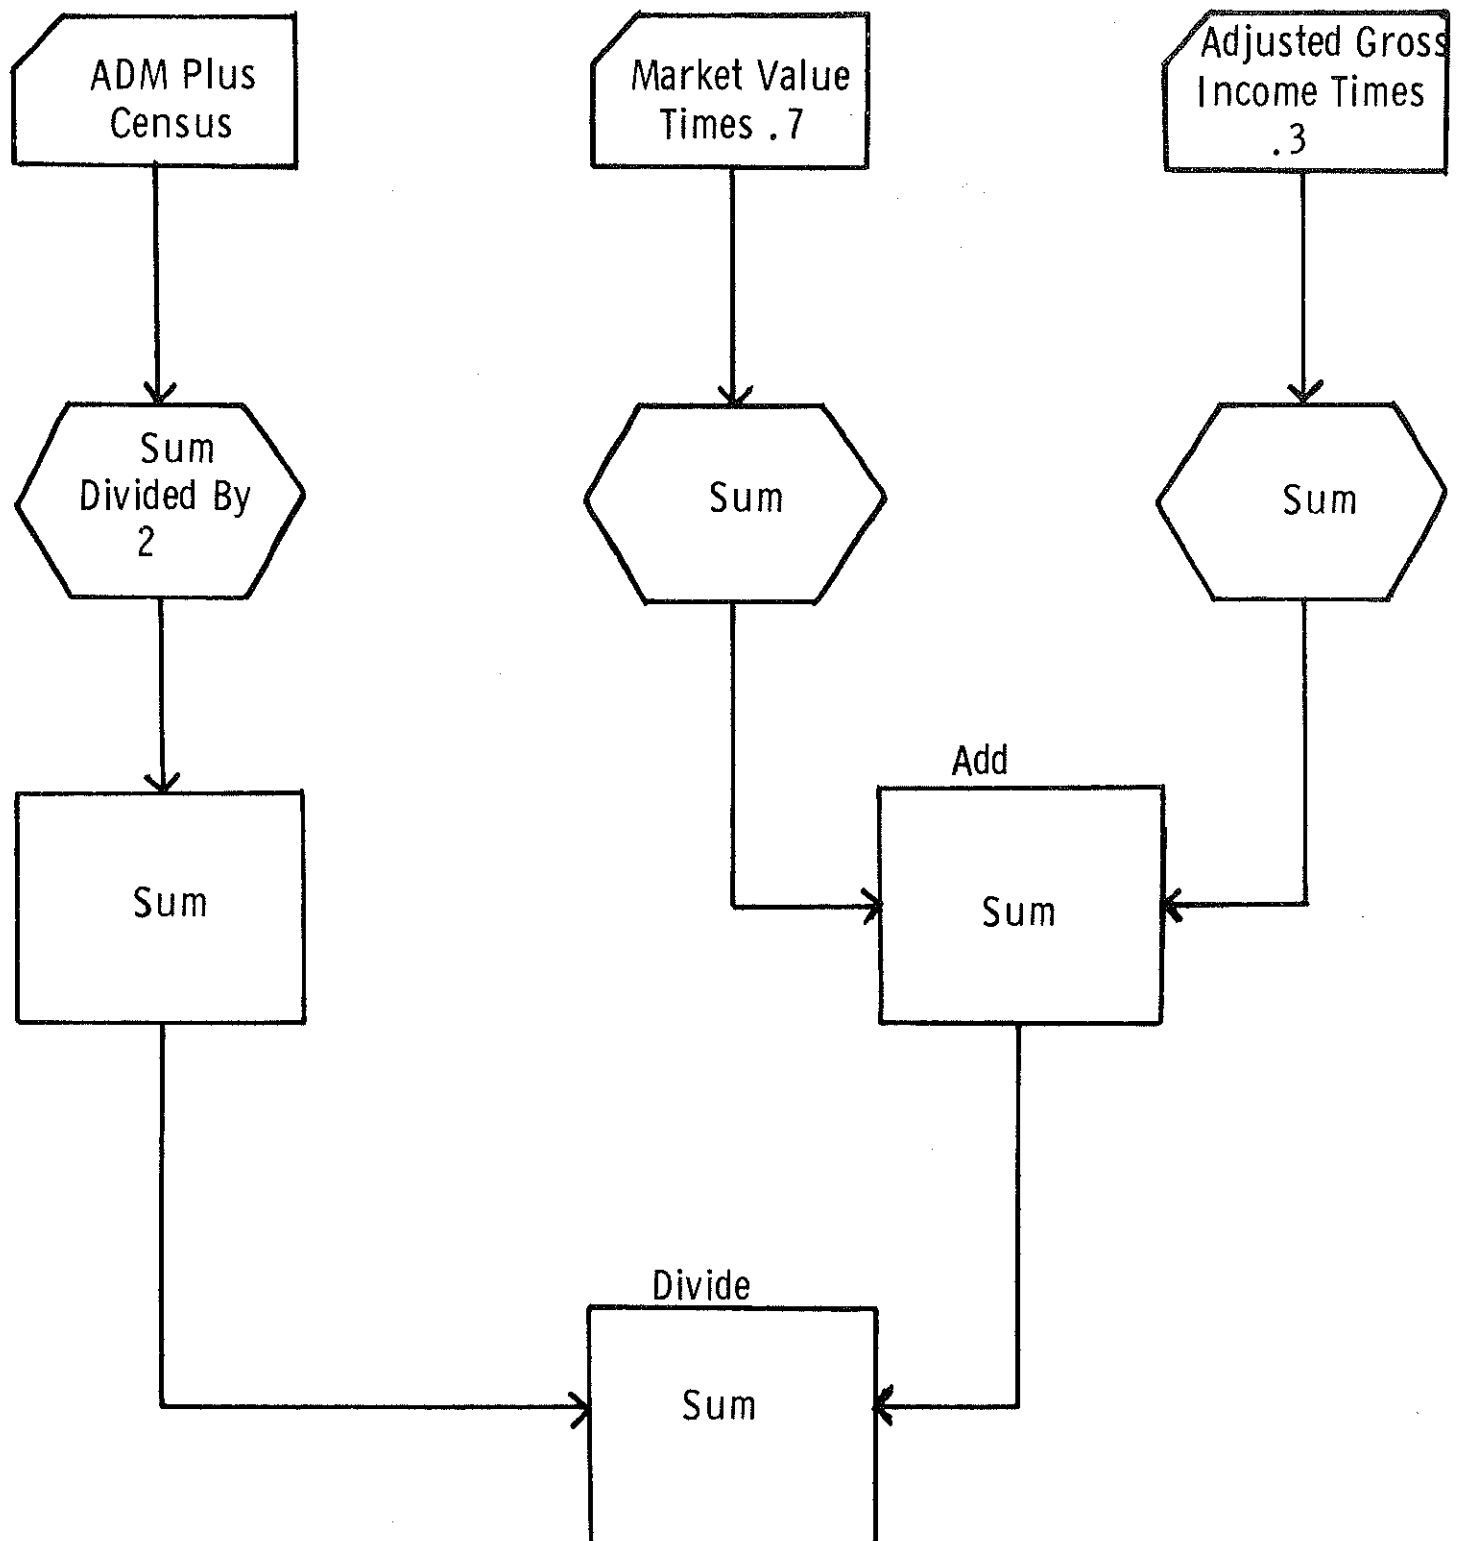 ADM Plus
Census
Market Value
Times .7
Adjusted Gross
Income Times
.3
Sum
Divided By
2
Sum
Sum
Sum
Add
Sum
Divide
Sum